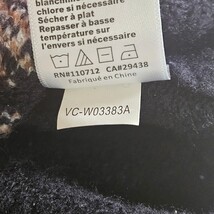 chlore si nécessaire
Sécher à plat
Repasser à basse
température sur
l'envers si nécessaire
RN#110712 CA#29438
Fabriqué en Chine
VC-W03383A